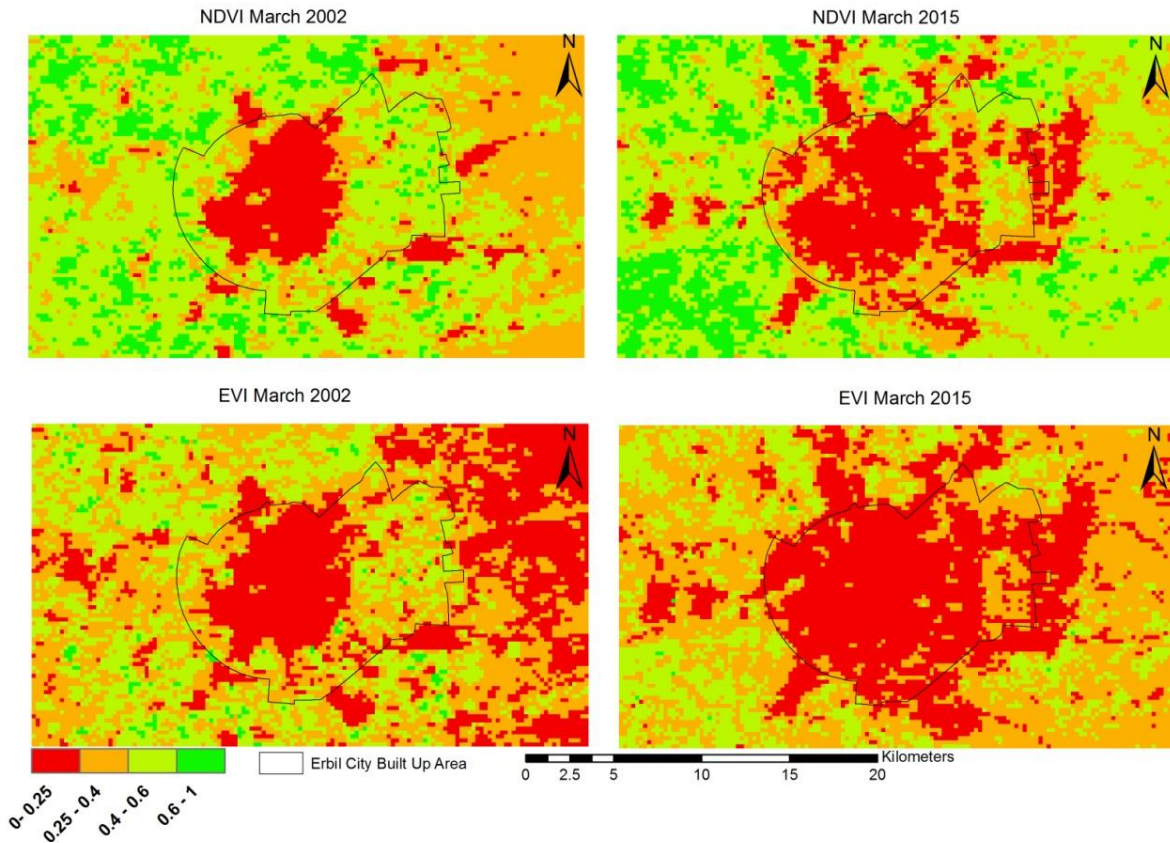 NDVI March 2002
NDVI March 2015
N
N
EVI March 2002
EVI March 2015
N
N
0- 0.25
0.25 - 0.4
0.4 - 0.6
0.6 - 1
Erbil City Built Up Area
Kilometers
0 2.5 5 10 15 20